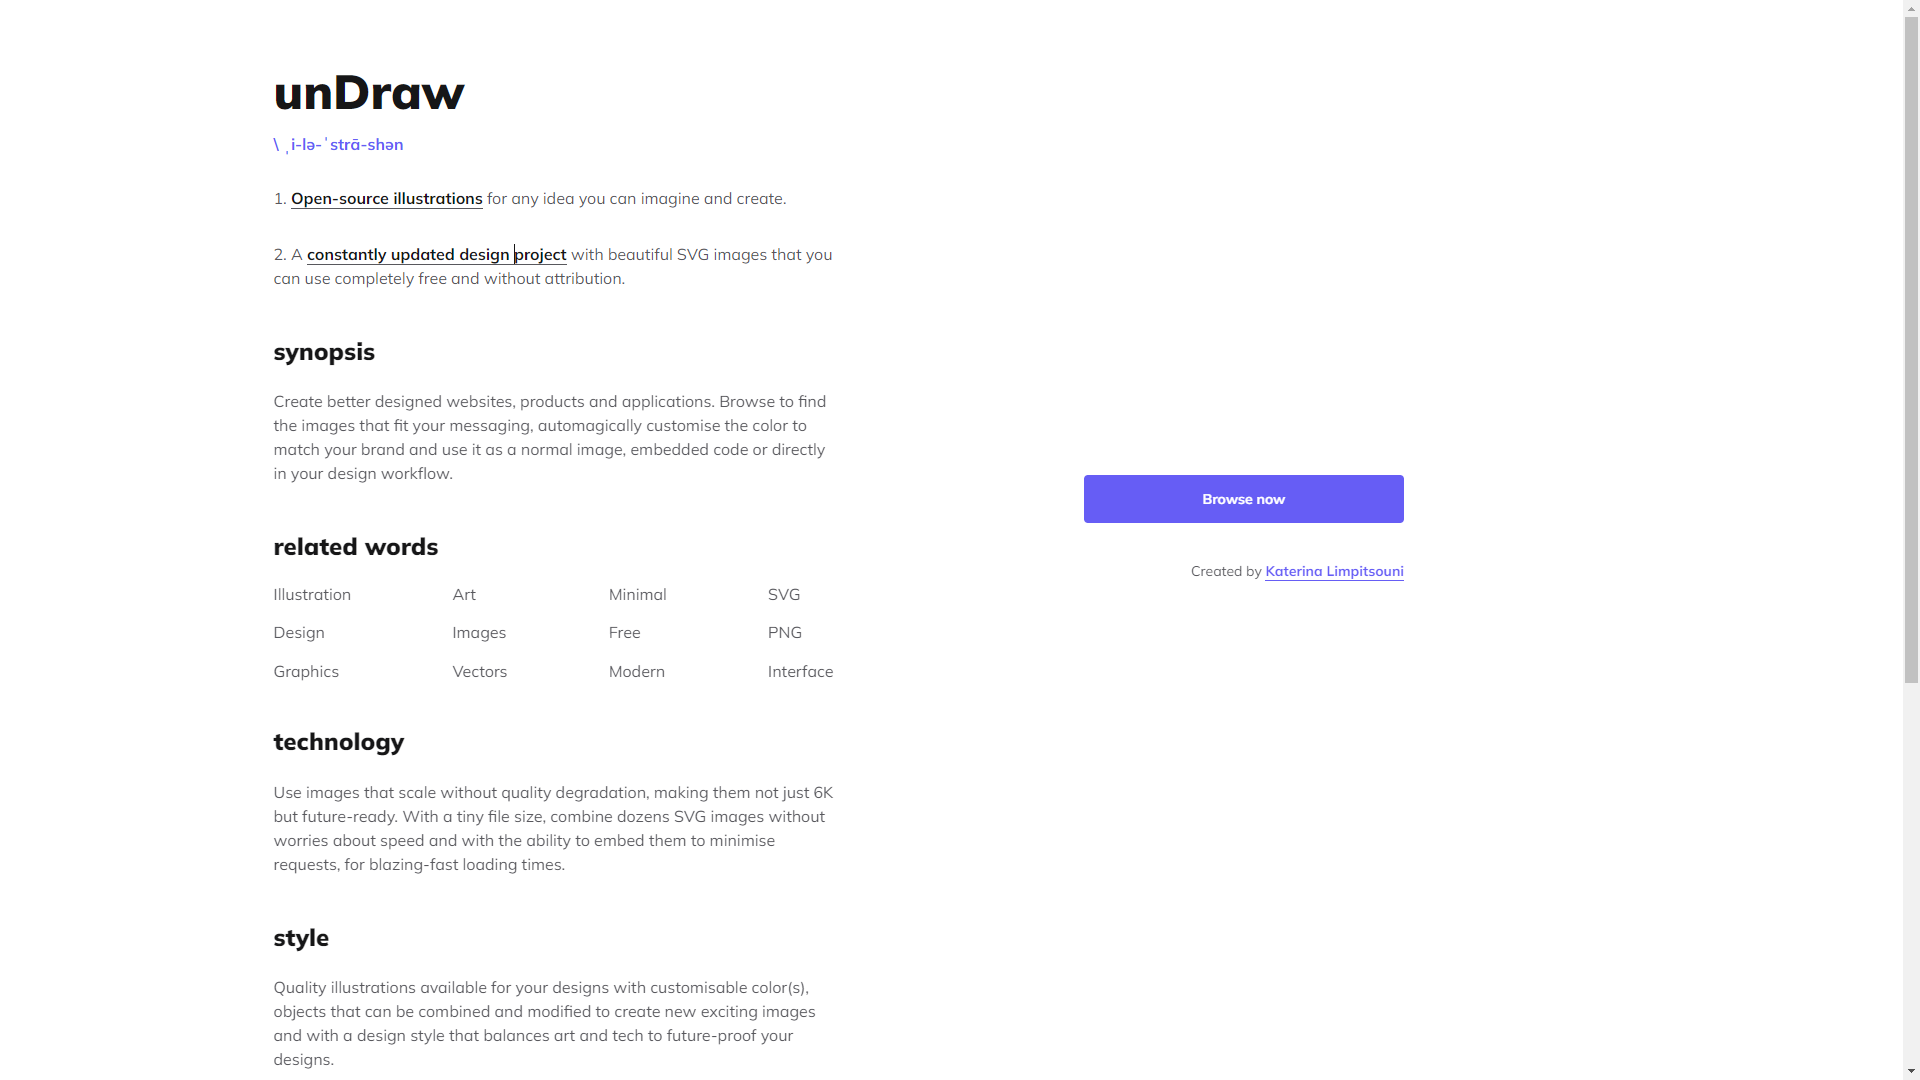 unDraw
\ ˌi-lə-ˈstrā-shən
1. Open-source illustrations for any idea you can imagine and create.
2. A constantly updated design project with beautiful SVG images that you
can use completely free and without attribution.
synopsis
Create better designed websites, products and applications. Browse to find
the images that fit your messaging, automagically customise the color to
match your brand and use it as a normal image, embedded code or directly
in your design workflow.
Browse now
Created by Katerina Limpitsouni
related words
Illustration Art Minimal SVG
Design Images Free PNG
Graphics Vectors Modern Interface
technology
Use images that scale without quality degradation, making them not just 6K
but future-ready. With a tiny file size, combine dozens SVG images without
worries about speed and with the ability to embed them to minimise
requests, for blazing-fast loading times.
style
Quality illustrations available for your designs with customisable color(s),
objects that can be combined and modified to create new exciting images
and with a design style that balances art and tech to future-proof your
designs.